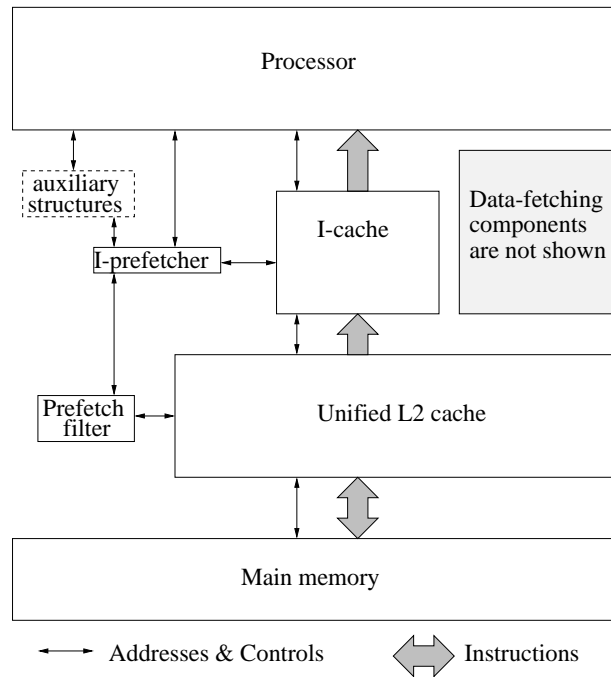 Processor
auxiliary
structures
I-prefetcher
I-cache
Data-fetching
components
are not shown
Prefetch
filter
Unified L2 cache
Main memory
Addresses & Controls
Instructions